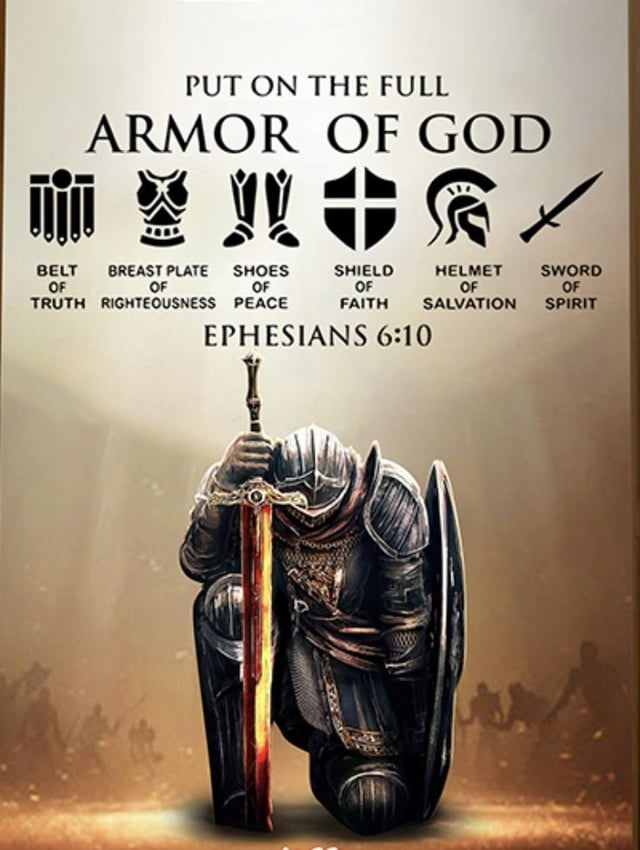 PUT ON THE FULL
ARMOR OF GOD
BELT
OF
TRUTH
BREAST PLATE
OF
RIGHTEOUSNESS
SHOES
OF
PEACE
SHIELD
OF
FAITH
HELMET
OF
SALVATION
SWORD
OF
SPIRIT
EPHESIANS 6:10